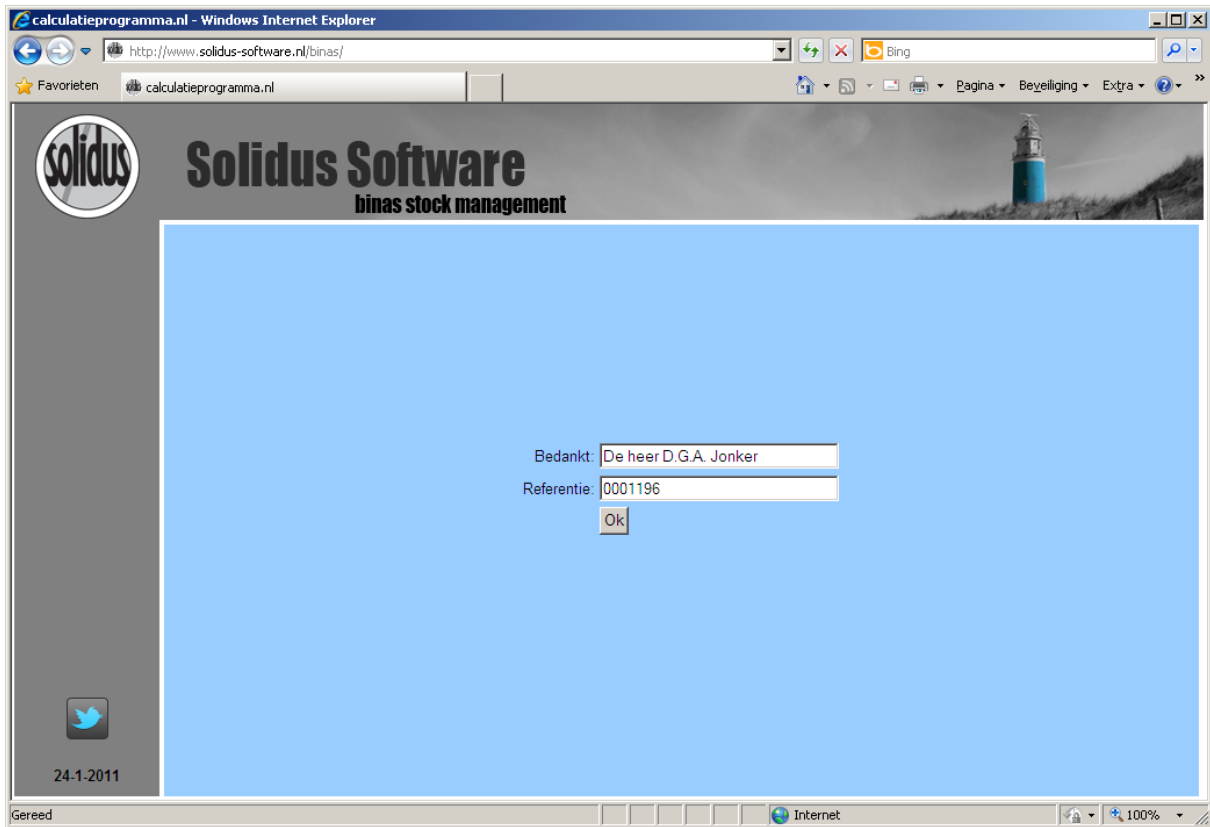 calculatieprogramma.nl - Windows Internet Explorer
http://www.solidus-software.nl/binas/
Bing
Favorieten
calculatieprogramma.nl
Pagina
Beveiliging
Extra
»
solidus
Solidus Software
binas stock management
Bedankt: De heer D.G.A. Jonker
Referentie: 0001196
Ok
24-1-2011
Gereed
Internet
100%